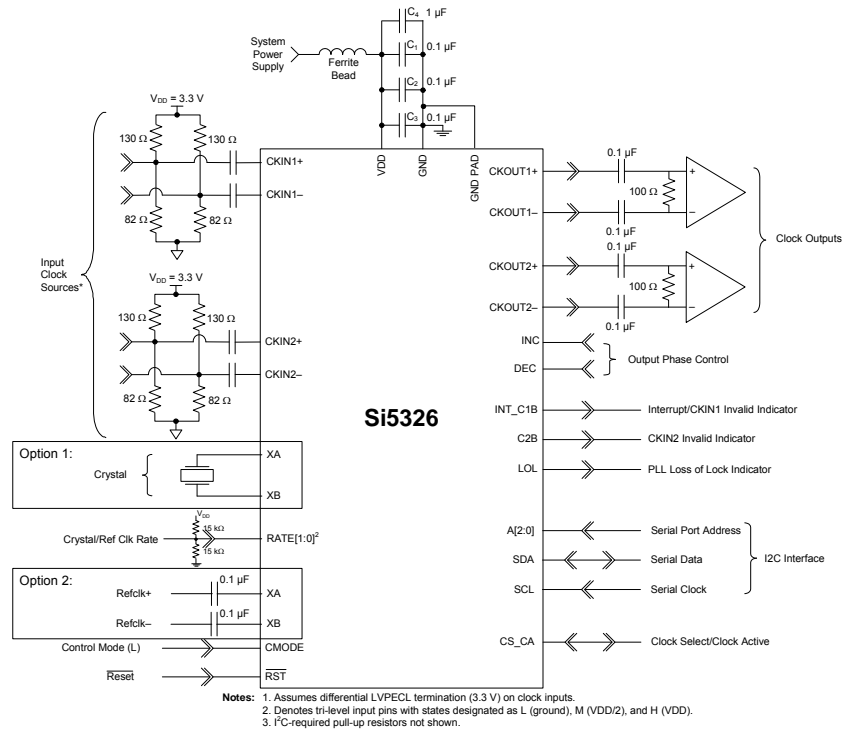 C4 1 µF
System
Power
Supply
Ferrite
Bead
C1 0.1 µF
C2 0.1 µF
C3 0.1 µF
VDD = 3.3 V
130 Ω
130 Ω
82 Ω
82 Ω
CKIN1+
CKIN1–
VDD
GND
GND PAD
Input
Clock
Sources*
VDD = 3.3 V
130 Ω
130 Ω
82 Ω
82 Ω
CKIN2+
CKIN2–
Si5326
Option 1:
Crystal
XA
XB
VDD
15 kΩ
15 kΩ
Crystal/Ref Clk Rate
RATE[1:0]2
Option 2:
0.1 µF
Refclk+
XA
0.1 µF
Refclk–
XB
Control Mode (L)
CMODE
Reset
RST
CKOUT1+
0.1 µF
100 Ω
+
–
CKOUT1–
0.1 µF
Clock Outputs
CKOUT2+
0.1 µF
100 Ω
+
–
CKOUT2–
0.1 µF
INC
DEC
Output Phase Control
INT_C1B
Interrupt/CKIN1 Invalid Indicator
C2B
CKIN2 Invalid Indicator
LOL
PLL Loss of Lock Indicator
A[2:0]
Serial Port Address
SDA
Serial Data
I2C Interface
SCL
Serial Clock
CS_CA
Clock Select/Clock Active
Notes: 1. Assumes differential LVPECL termination (3.3 V) on clock inputs.
2. Denotes tri-level input pins with states designated as L (ground), M (VDD/2), and H (VDD).
3. I2C-required pull-up resistors not shown.